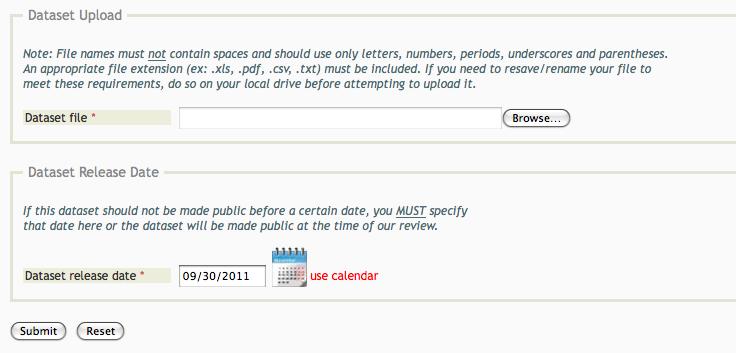 Dataset Upload
Note: File names must not contain spaces and should use only letters, numbers, periods, underscores and parentheses.
An appropriate file extension (ex: .xls, .pdf, .csv, .txt) must be included. If you need to resave/rename your file to
meet these requirements, do so on your local drive before attempting to upload it.
Dataset file * Browse...
Dataset Release Date
If this dataset should not be made public before a certain date, you MUST specify
that date here or the dataset will be made public at the time of our review.
Dataset release date * 09/30/2011 use calendar
Submit Reset